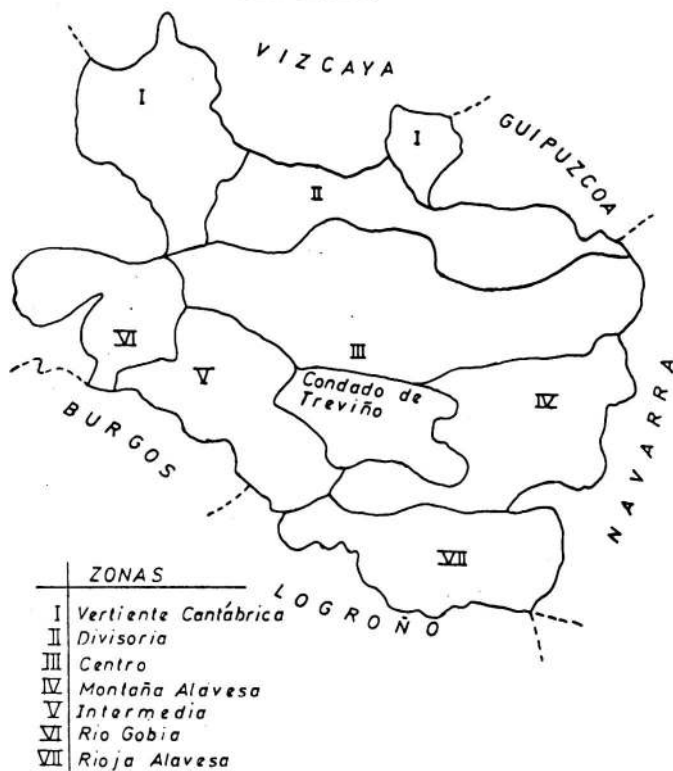 VIZCAYA
I
I
GUIPUZCOA
II
VI
V
III
IV
Condado de
Treviño
BURGOS
NAVARRA
VII
LOGROÑO
ZONAS
I Vertiente Cantábrica
II Divisoria
III Centro
IV Montaña Alavesa
V Intermedia
VI Rio Gobia
VII Rioja Alavesa